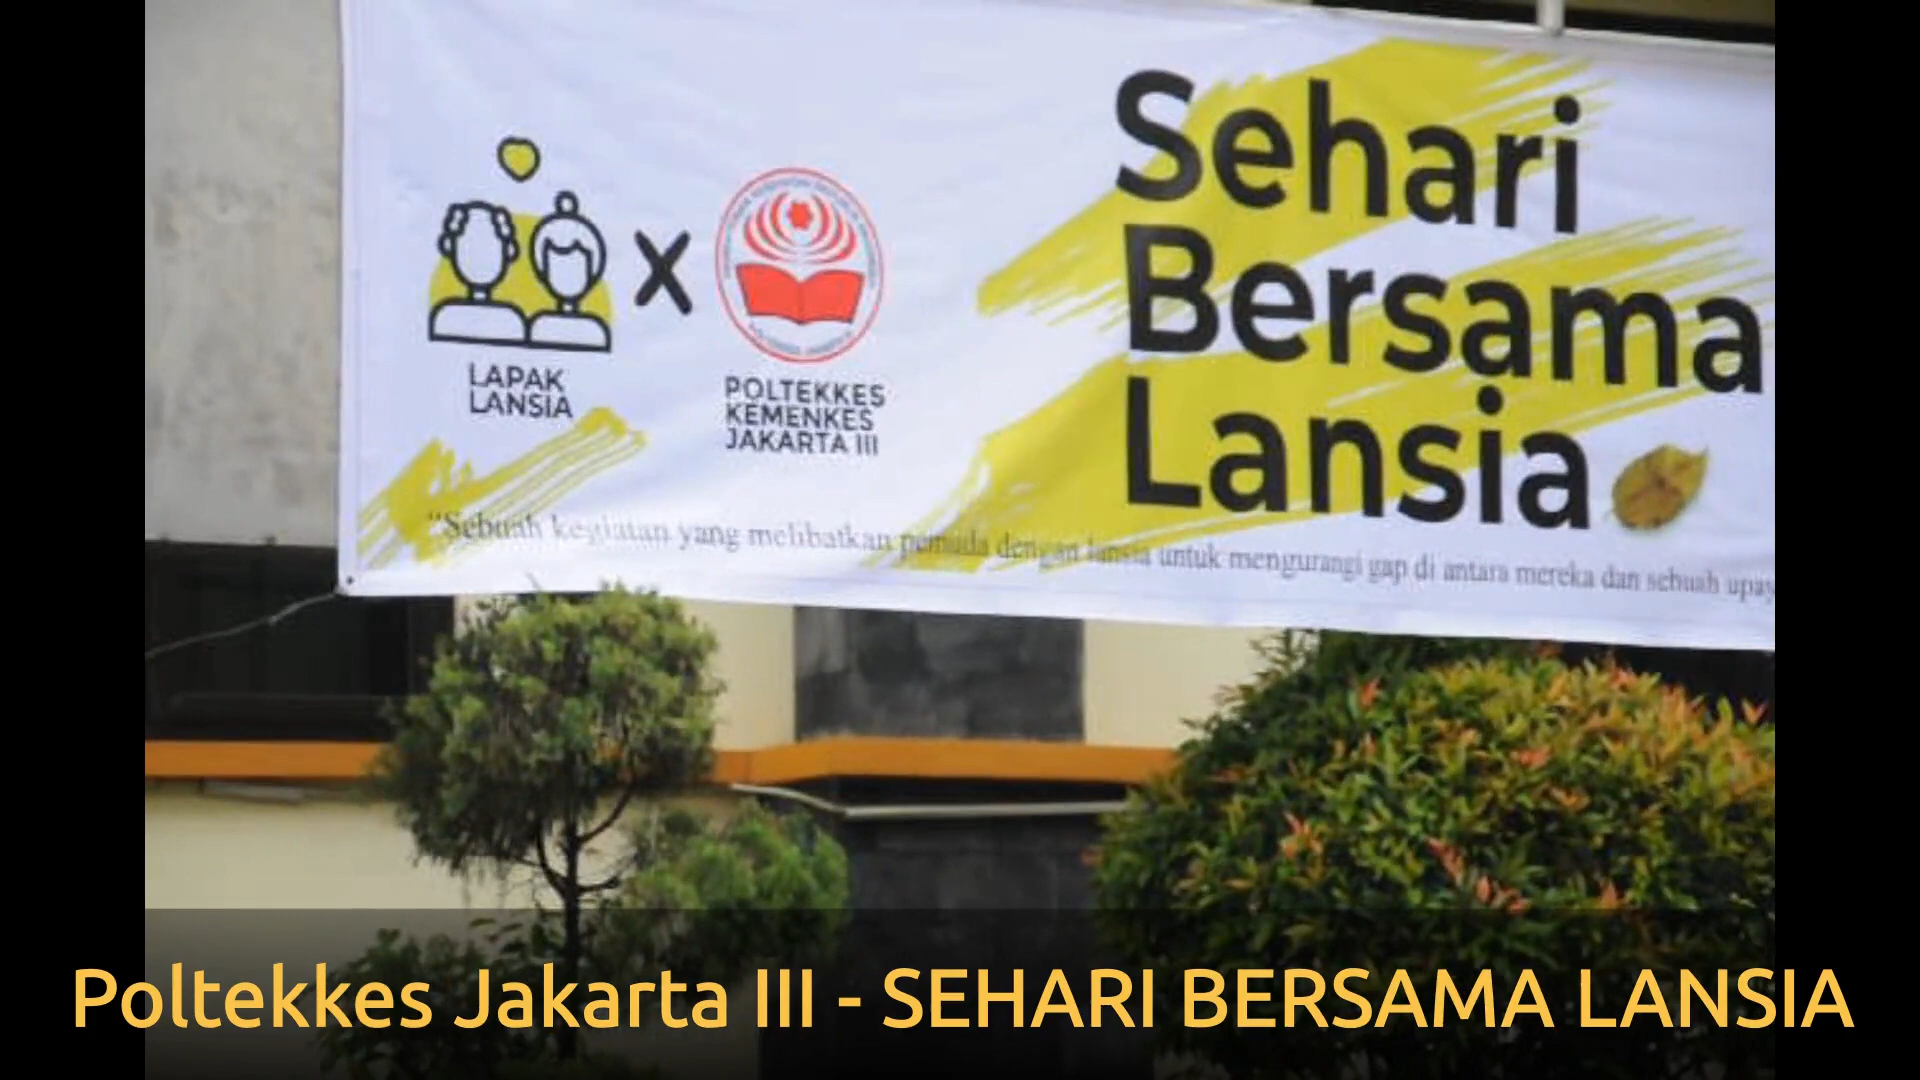 Sehari
Bersama
Lansia
X
LAPAK
LANSIA
POLTEKKES
KEMENKES
JAKARTA III
"Sebuah kegiatan yang melibatkan pemuda dengan lansia untuk mengurangi gap di antara mereka dan sebuah
Poltekkes Jakarta III - SEHARI BERSAMA LANSIA